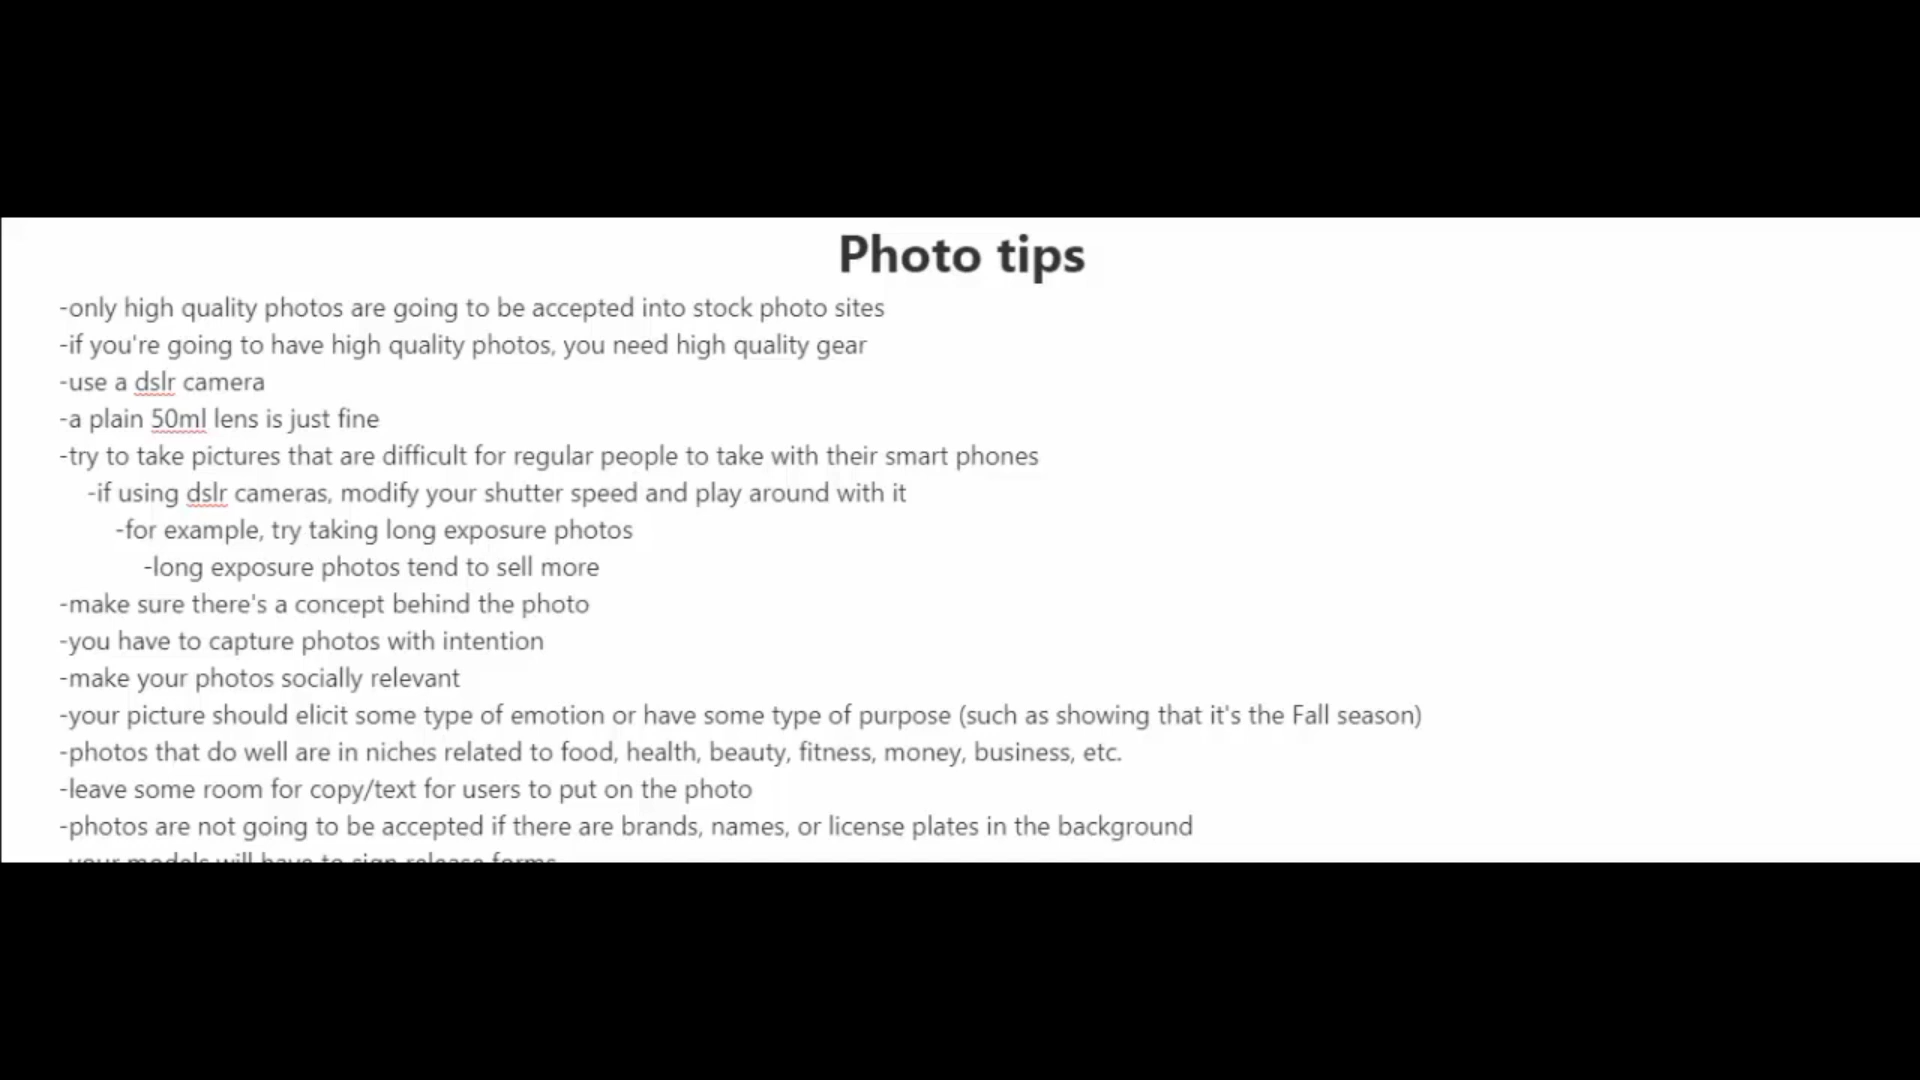 Photo tips
-only high quality photos are going to be accepted into stock photo sites
-if you're going to have high quality photos, you need high quality gear
-use a dslr camera
-a plain 50ml lens is just fine
-try to take pictures that are difficult for regular people to take with their smart phones
-if using dslr cameras, modify your shutter speed and play around with it
-for example, try taking long exposure photos
-long exposure photos tend to sell more
-make sure there's a concept behind the photo
-you have to capture photos with intention
-make your photos socially relevant
-your picture should elicit some type of emotion or have some type of purpose (such as showing that it's the Fall season)
-photos that do well are in niches related to food, health, beauty, fitness, money, business, etc.
-leave some room for copy/text for users to put on the photo
-photos are not going to be accepted if there are brands, names, or license plates in the background
-your models will have to sign release forms